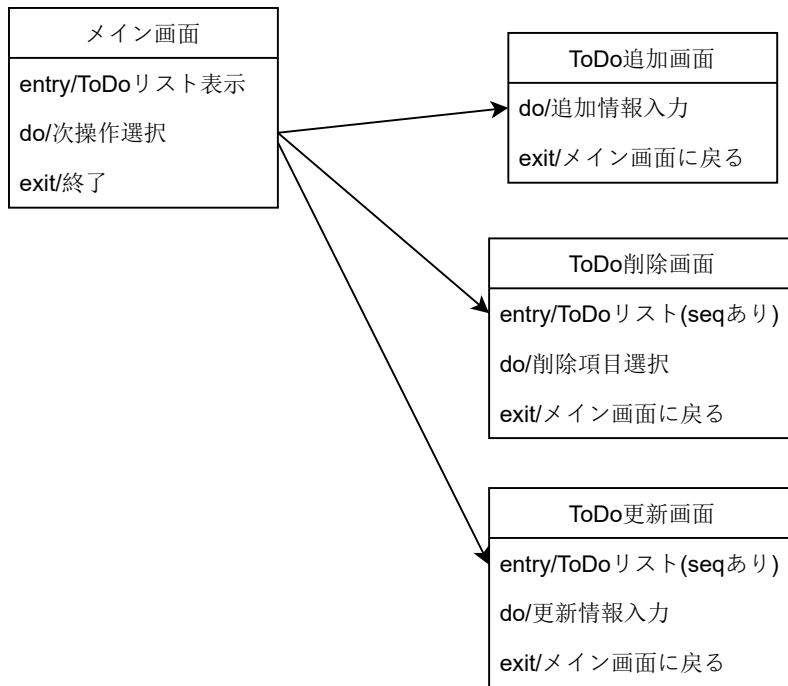 メイン画面
entry/ToDoリスト表示
do/次操作選択
exit/終了
ToDo追加画面
do/追加情報入力
exit/メイン画面に戻る
ToDo削除画面
entry/ToDoリスト(seqあり)
do/削除項目選択
exit/メイン画面に戻る
ToDo更新画面
entry/ToDoリスト(seqあり)
do/更新情報入力
exit/メイン画面に戻る